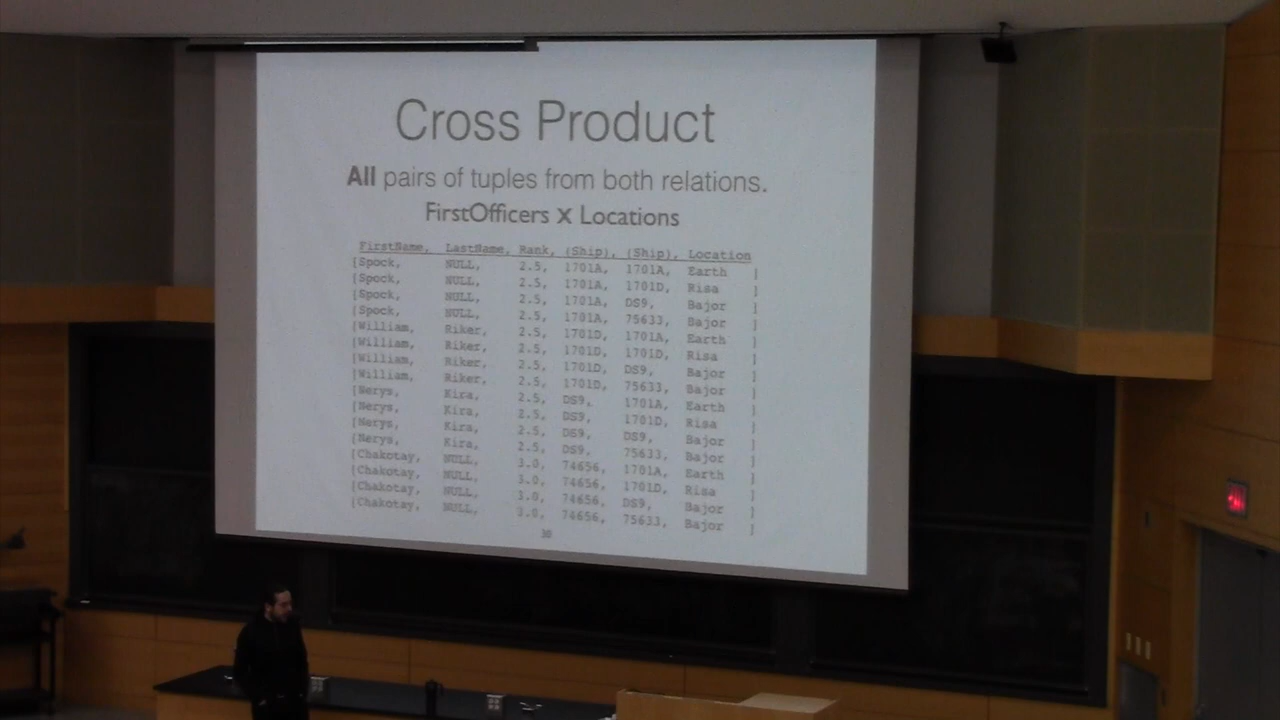 Cross Product
All pairs of tuples from both relations.
FirstOfficers X Locations
FirstName, LastName, Rank, (Ship), (Ship), Location
[Spock, NULL, 2.5, 1701A, 1701A, Earth ]
[Spock, NULL, 2.5, 1701A, 1701D, Risa ]
[Spock, NULL, 2.5, 1701A, DS9, Bajor ]
[Spock, NULL, 2.5, 1701A, 75633, Bajor ]
[William, Riker, 2.5, 1701D, 1701A, Earth ]
[William, Riker, 2.5, 1701D, 1701D, Risa ]
[William, Riker, 2.5, 1701D, DS9, Bajor ]
[William, Riker, 2.5, 1701D, 75633, Bajor ]
[Nerys, Kira, 2.5, DS9, 1701A, Earth ]
[Nerys, Kira, 2.5, DS9, 1701D, Risa ]
[Nerys, Kira, 2.5, DS9, DS9, Bajor ]
[Nerys, Kira, 2.5, DS9, 75633, Bajor ]
[Chakotay, NULL, 3.0, 74656, 1701A, Earth ]
[Chakotay, NULL, 3.0, 74656, 1701D, Risa ]
[Chakotay, NULL, 3.0, 74656, DS9, Bajor ]
[Chakotay, NULL, 3.0, 74656, 75633, Bajor ]
30